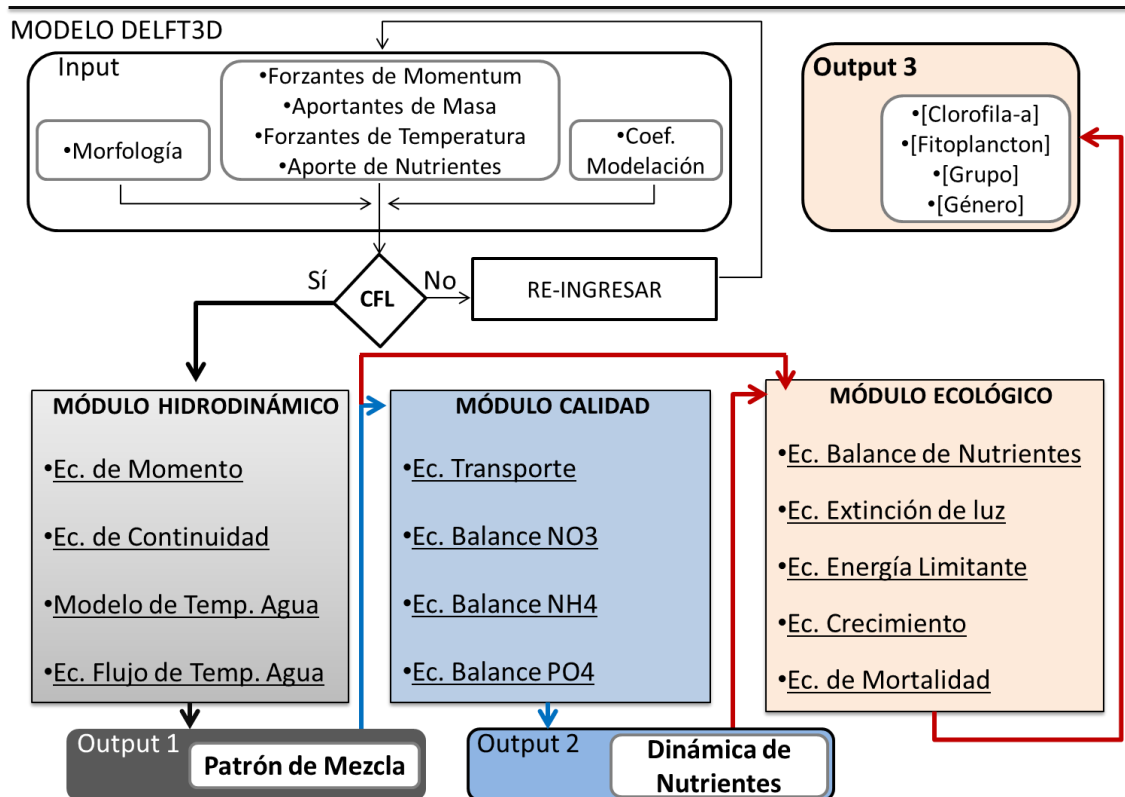 MODELO DELFT3D
Input
•Morfología
•Forzantes de Momentum
•Aportantes de Masa
•Forzantes de Temperatura
•Aporte de Nutrientes
•Coef.
Modelación
Output 3
•[Clorofila-a]
•[Fitoplancton]
•[Grupo]
•[Género]
Sí
CFL
No
RE-INGRESAR
MÓDULO HIDRODINÁMICO
•Ec. de Momento
•Ec. de Continuidad
•Modelo de Temp. Agua
•Ec. Flujo de Temp. Agua
MÓDULO CALIDAD
•Ec. Transporte
•Ec. Balance NO3
•Ec. Balance NH4
•Ec. Balance PO4
MÓDULO ECOLÓGICO
•Ec. Balance de Nutrientes
•Ec. Extinción de luz
•Ec. Energía Limitante
•Ec. Crecimiento
•Ec. de Mortalidad
Output 1
Patrón de Mezcla
Output 2
Dinámica de
Nutrientes